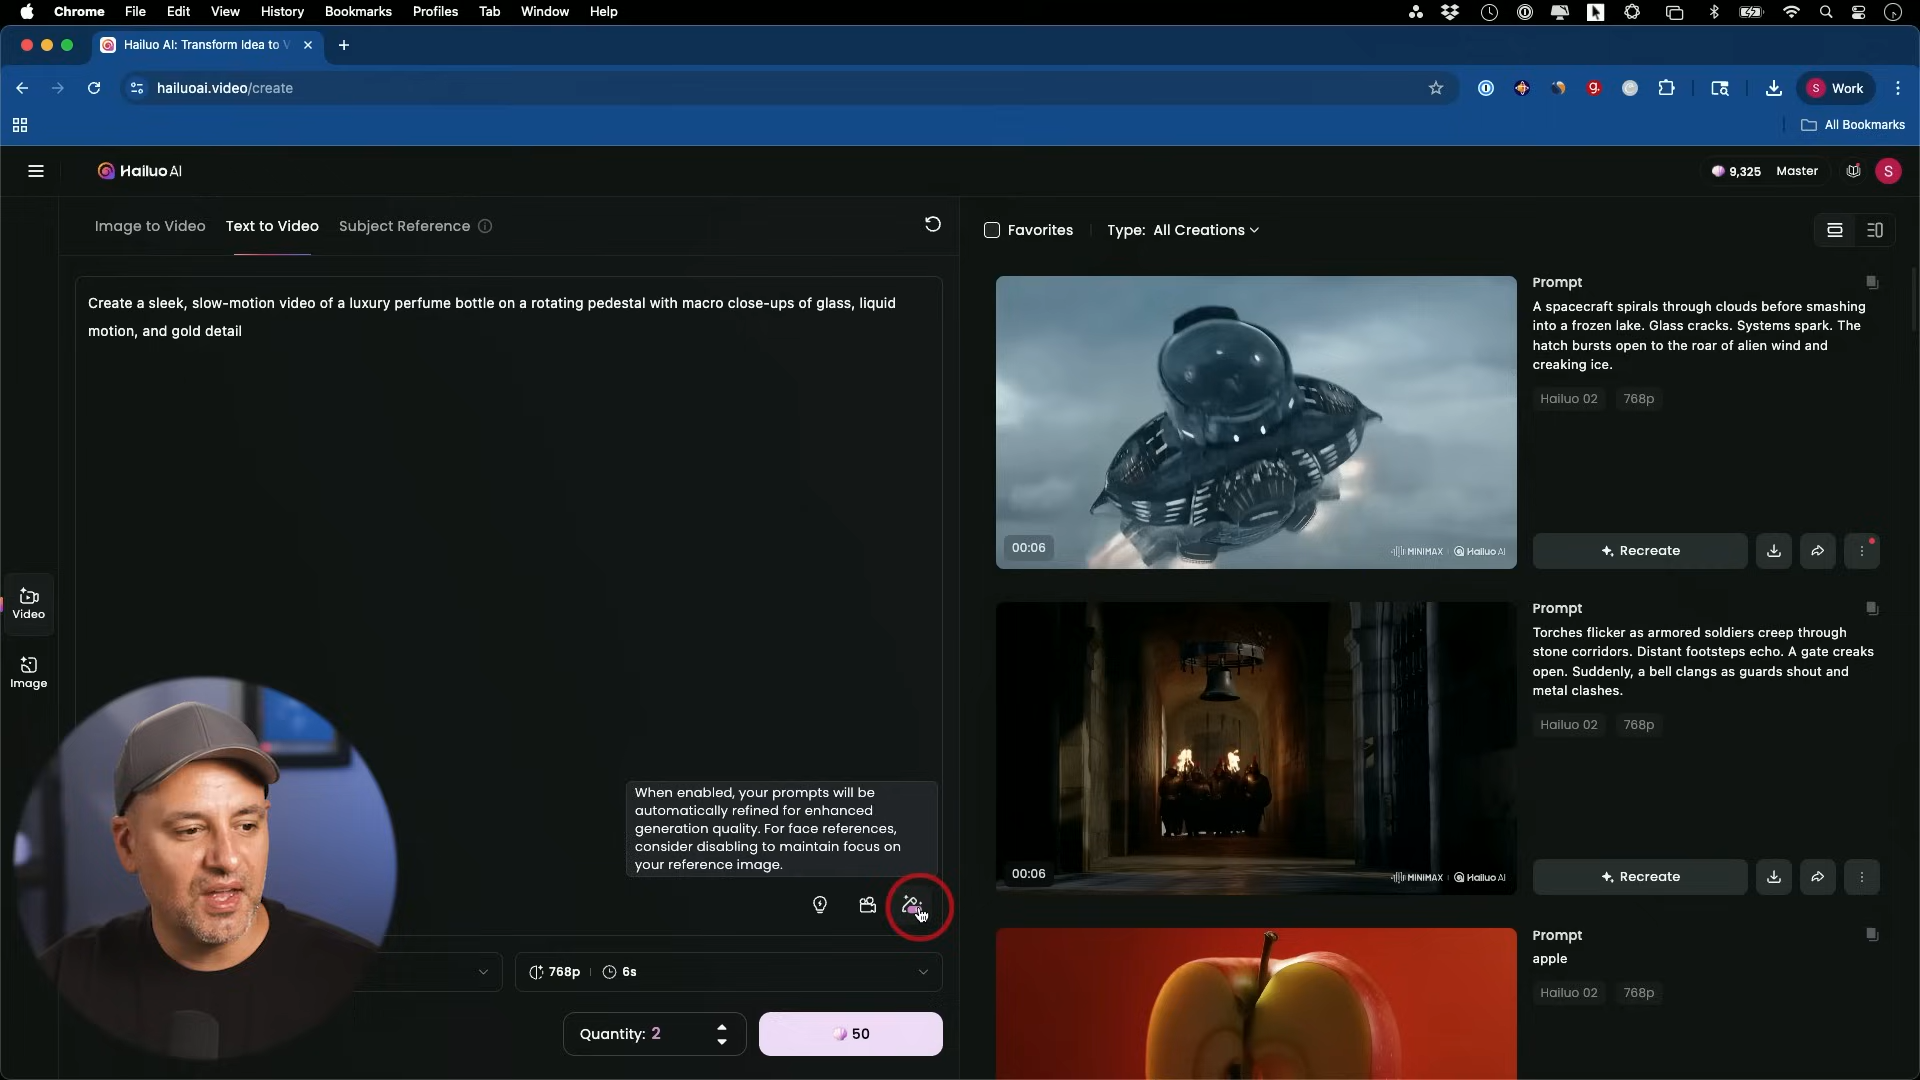 Chrome File Edit View History Bookmarks Profiles Tab Window Help
Hailuo AI: Transform Idea to V
hailuoai.video/create
Work
All Bookmarks
Hailuo AI
9,325 Master
S
Image to Video Text to Video Subject Reference
Favorites Type: All Creations
Create a sleek, slow-motion video of a luxury perfume bottle on a rotating pedestal with macro close-ups of glass, liquid
motion, and gold detail
Prompt
A spacecraft spirals through clouds before smashing
into a frozen lake. Glass cracks. Systems spark. The
hatch bursts open to the roar of alien wind and
creaking ice.
Hailuo 02 768p
00:06
MINIMAX Hailuo AI
Recreate
Video
Image
Prompt
Torches flicker as armored soldiers creep through
stone corridors. Distant footsteps echo. A gate creaks
open. Suddenly, a bell clangs as guards shout and
metal clashes.
Hailuo 02 768p
00:06
MINIMAX Hailuo AI
Recreate
When enabled, your prompts will be
automatically refined for enhanced
generation quality. For face references,
consider disabling to maintain focus on
your reference image.
768p 6s
Quantity: 2
50
Prompt
apple
Hailuo 02 768p